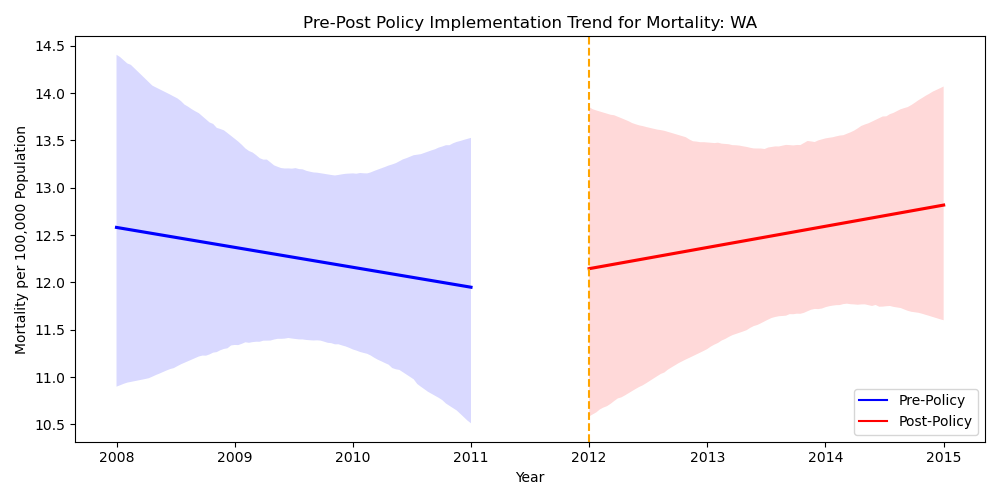 Pre-Post Policy Implementation Trend for Mortality: WA
Mortality per 100,000 Population
14.5
14.0
13.5
13.0
12.5
12.0
11.5
11.0
10.5
2008 2009 2010 2011 2012 2013 2014 2015
Year
Pre-Policy
Post-Policy